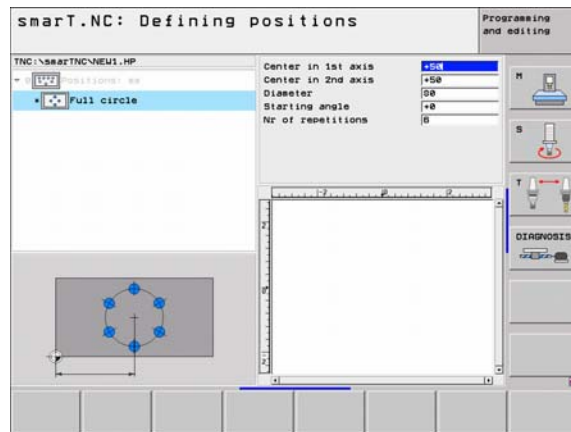 smarT.NC: Defining positions
Programming
and editing
TNC:\smarTNC\NEW1.HP
Positions: mm
Full circle
Center in 1st axis +50
Center in 2nd axis +50
Diameter 80
Starting angle +0
Nr of repetitions 6
M
S
T
DIAGNOSIS